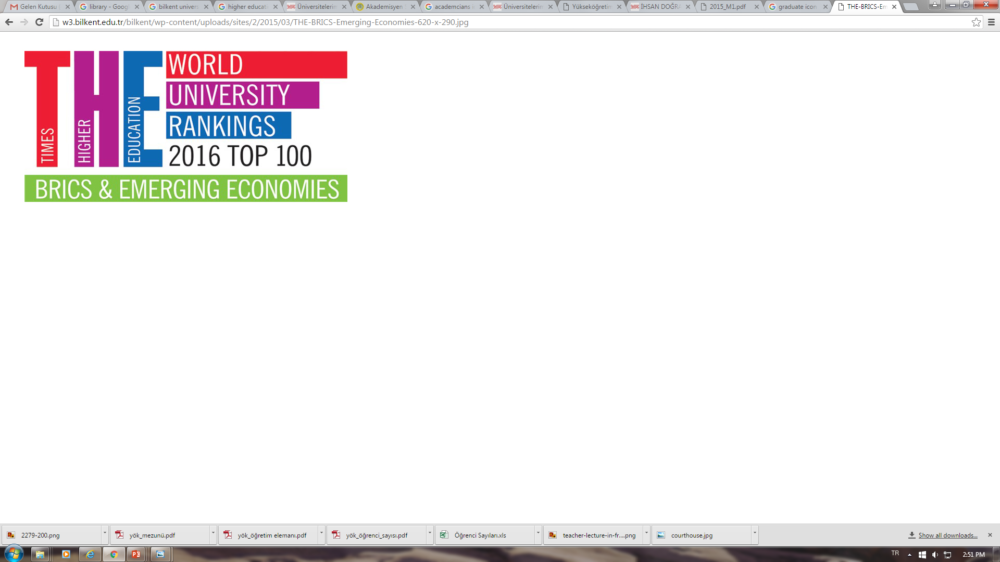 Gelen Kutusu
library - Goog
bilkent univers
higher educati
Üniversitelerim
Akademisyen
academcians i
Üniversitelerim
Yükseköğretim
İHSAN DOĞRA
2015_M1.pdf
graduate icon
THE-BRICS-Em
w3.bilkent.edu.tr/bilkent/wp-content/uploads/sites/2/2015/03/THE-BRICS-Emerging-Economies-620-x-290.jpg
THE
TIMES
HIGHER
EDUCATION
WORLD
UNIVERSITY
RANKINGS
2016 TOP 100
BRICS & EMERGING ECONOMIES
2279-200.png
yök_mezunü.pdf
yök_öğretim elemanı.pdf
yök_öğrenci_sayısı.pdf
Öğrenci Sayıları.xls
teacher-lecture-in-fr....png
courthouse.jpg
Show all downloads...
TR
2:51 PM